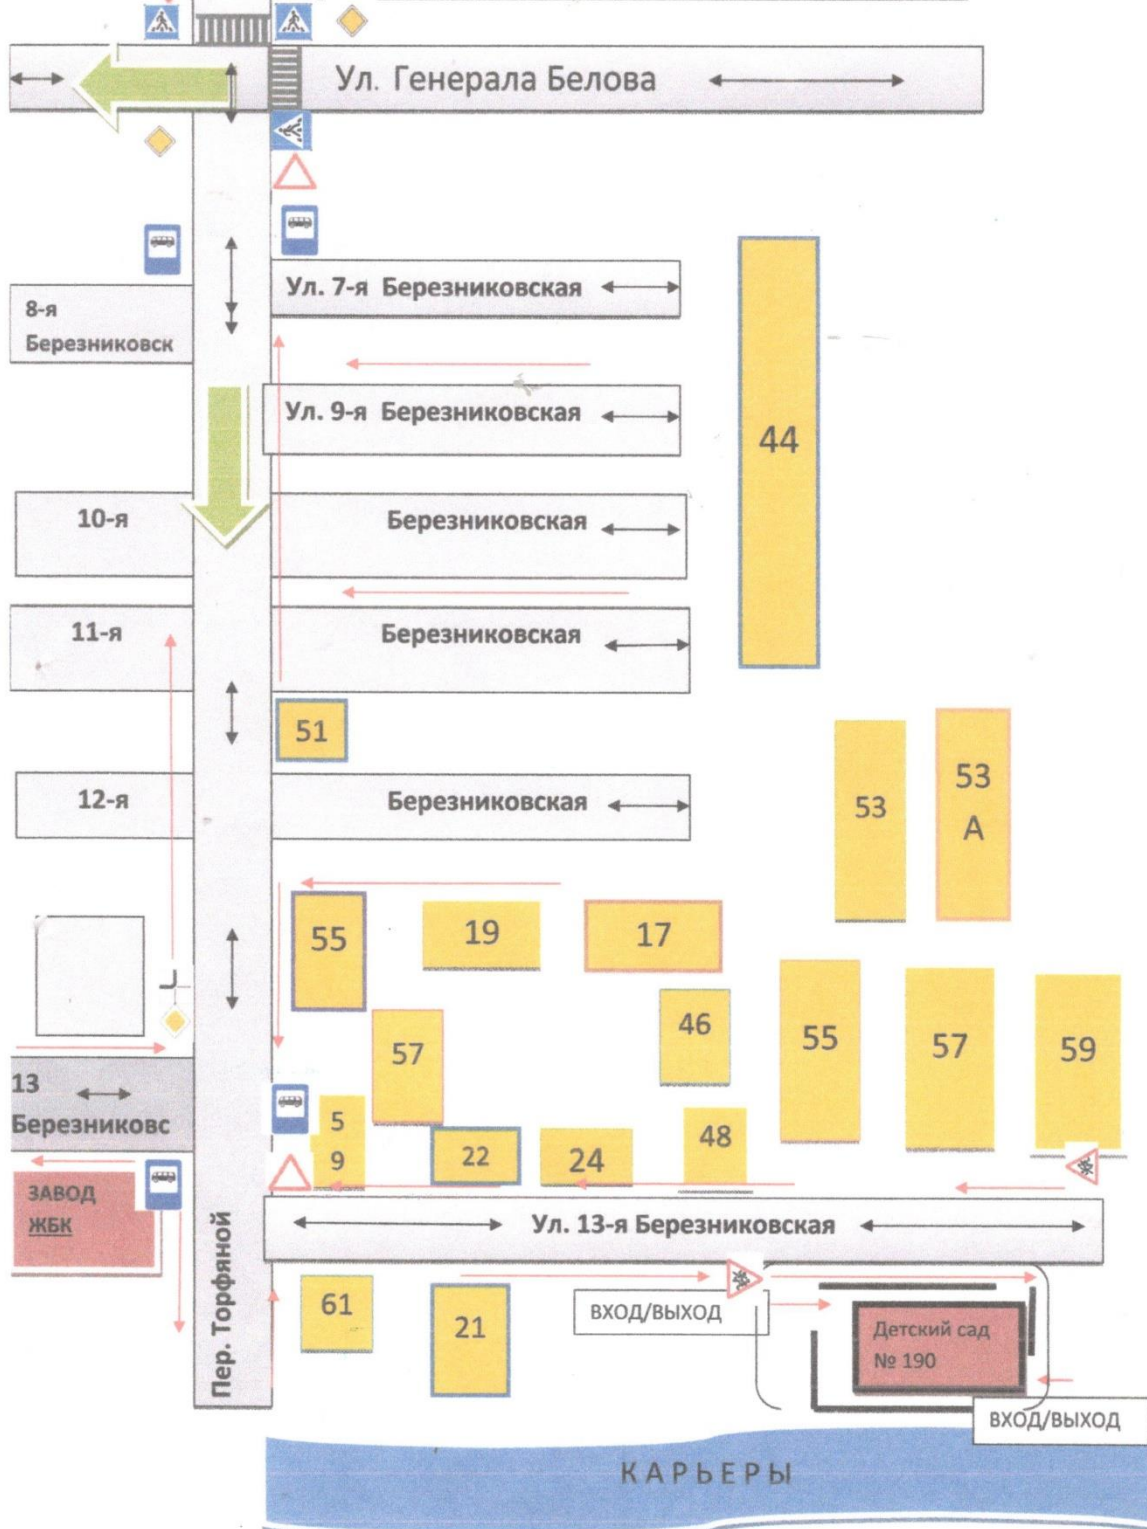 Ул. Генерала Белова
Ул. 7-я Березниковская
8-я
Березниковск
Ул. 9-я Березниковская
44
10-я Березниковская
11-я Березниковская
51
53
53
А
12-я Березниковская
55
19
17
46
55
57
59
57
13
Березниковс
5
9
22
24
48
ЗАВОД
ЖБК
Ул. 13-я Березниковская
Пер. Торфяной
61
21
ВХОД/ВЫХОД
Детский сад
№ 190
ВХОД/ВЫХОД
КАРЬЕРЫ